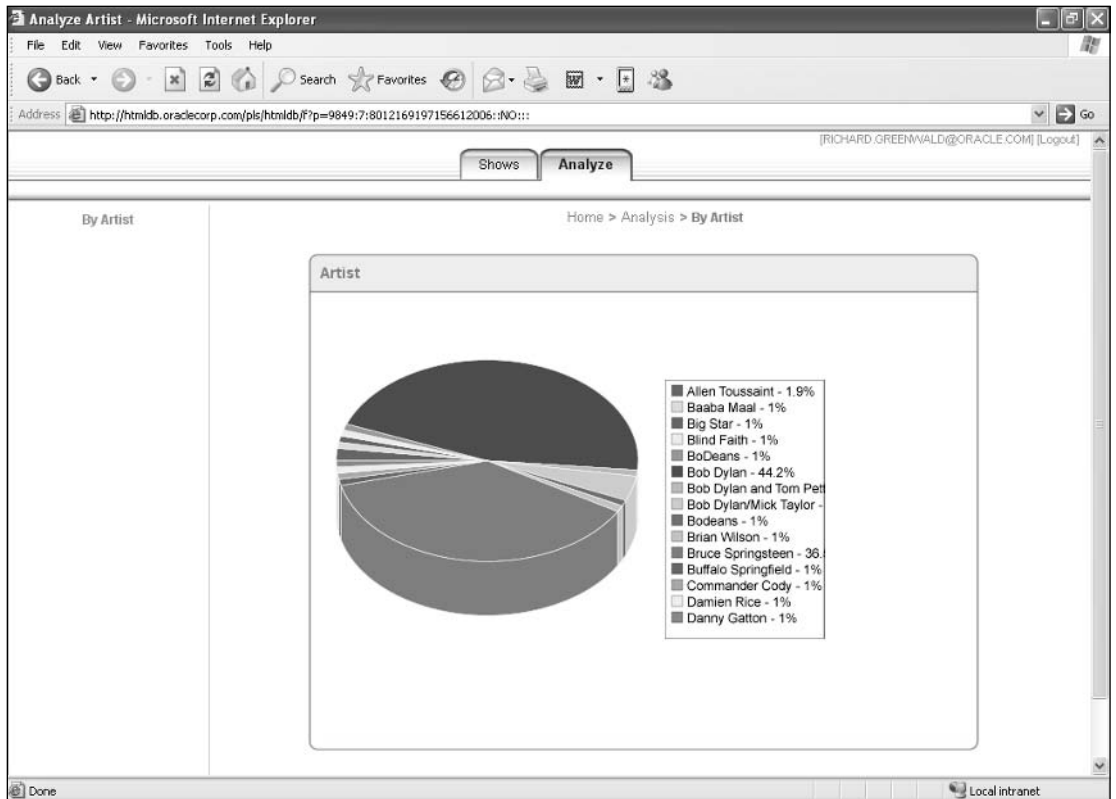 Analyze Artist - Microsoft Internet Explorer
File Edit View Favorites Tools Help
Back Search Favorites
Address http://htmldb.oraclecorp.com/pls/htmldb/f?p=9849:7:8012169197156612006::NO::: Go
[RICHARD.GREENWALD@ORACLE.COM] [Logout]
Shows Analyze
By Artist
Home > Analysis > By Artist
Artist
Allen Toussaint - 1.9%
Baaba Maal - 1%
Big Star - 1%
Blind Faith - 1%
BoDeans - 1%
Bob Dylan - 44.2%
Bob Dylan and Tom Pett
Bob Dylan/Mick Taylor -
Bodeans - 1%
Brian Wilson - 1%
Bruce Springsteen - 36.
Buffalo Springfield - 1%
Commander Cody - 1%
Damien Rice - 1%
Danny Gatton - 1%
Done Local intranet